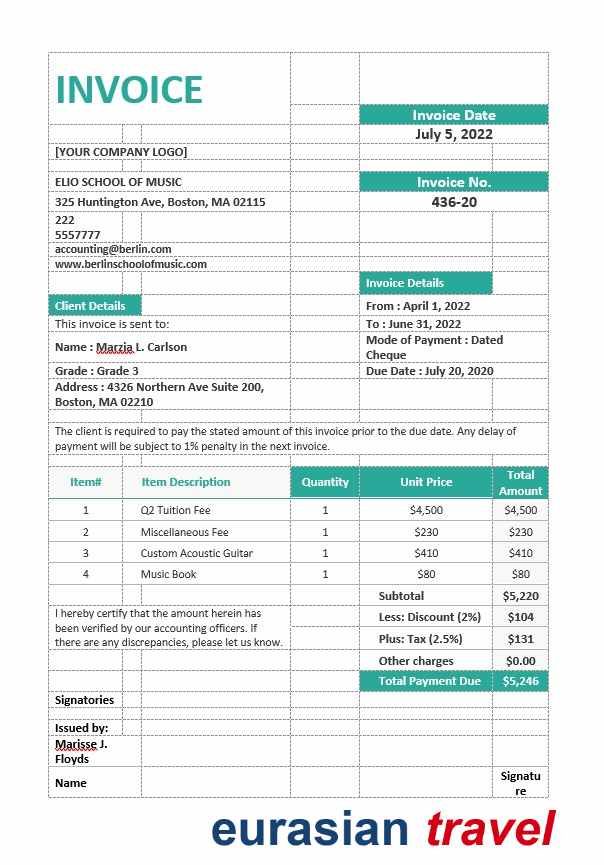 INVOICE
Invoice Date
July 5, 2022
[YOUR COMPANY LOGO]
ELIO SCHOOL OF MUSIC
Invoice No.
325 Huntington Ave, Boston, MA 02115
436-20
222
5557777
accounting@berlin.com
www.berlinschoolofmusic.com
Invoice Details
Client Details
From : April 1, 2022
This invoice is sent to:
To : June 31, 2022
Name : Marzia L. Carlson
Mode of Payment : Dated
Cheque
Grade : Grade 3
Due Date : July 20, 2020
Address : 4326 Northern Ave Suite 200,
Boston, MA 02210
The client is required to pay the stated amount of this invoice prior to the due date. Any delay of
payment will be subject to 1% penalty in the next invoice.
Item# Item Description Quantity Unit Price Total
Amount
1 Q2 Tuition Fee 1 $4,500 $4,500
2 Miscellaneous Fee 1 $230 $230
3 Custom Acoustic Guitar 1 $410 $410
4 Music Book 1 $80 $80
Subtotal $5,220
I hereby certify that the amount herein has
been verified by our accounting officers. If
there are any discrepancies, please let us know.
Less: Discount (2%) $104
Plus: Tax (2.5%) $131
Other charges $0.00
Total Payment Due $5,246
Signatories
Issued by:
Marisse J.
Floyds
Name
Signatu
re
eurasian travel